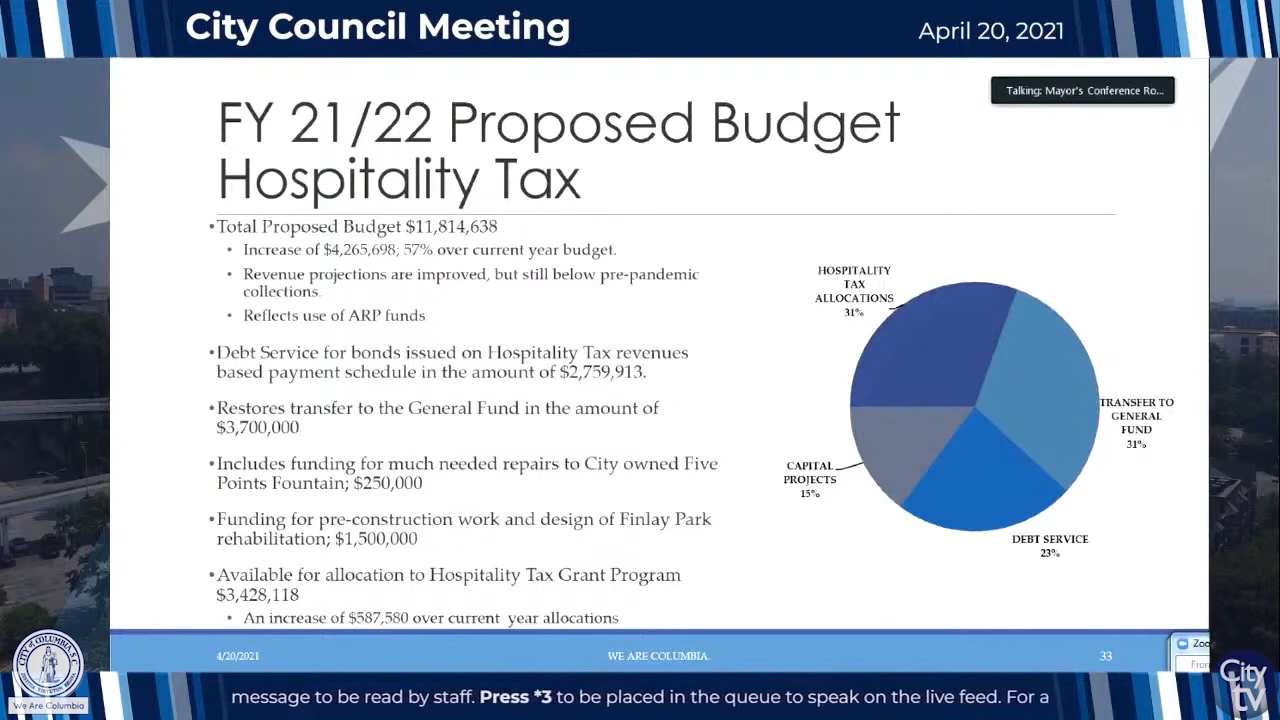 City Council Meeting
April 20, 2021
Talking: Mayor's Conference Ro...
FY 21/22 Proposed Budget
Hospitality Tax
•Total Proposed Budget $11,814,638
• Increase of $4,265,698; 57% over current year budget.
• Revenue projections are improved, but still below pre-pandemic
collections.
• Reflects use of ARP funds
•Debt Service for bonds issued on Hospitality Tax revenues
based payment schedule in the amount of $2,759,913.
•Restores transfer to the General Fund in the amount of
$3,700,000
•Includes funding for much needed repairs to City owned Five
Points Fountain; $250,000
•Funding for pre-construction work and design of Finlay Park
rehabilitation; $1,500,000
•Available for allocation to Hospitality Tax Grant Program
$3,428,118
• An increase of $587,580 over current year allocations
HOSPITALITY
TAX
ALLOCATIONS
31%
TRANSFER TO
GENERAL
FUND
31%
CAPITAL
PROJECTS
15%
DEBT SERVICE
23%
4/20/2021
WE ARE COLUMBIA.
33
Zoo
From
We Are Columbia
message to be read by staff. Press *3 to be placed in the queue to speak on the live feed. For a
City
tv